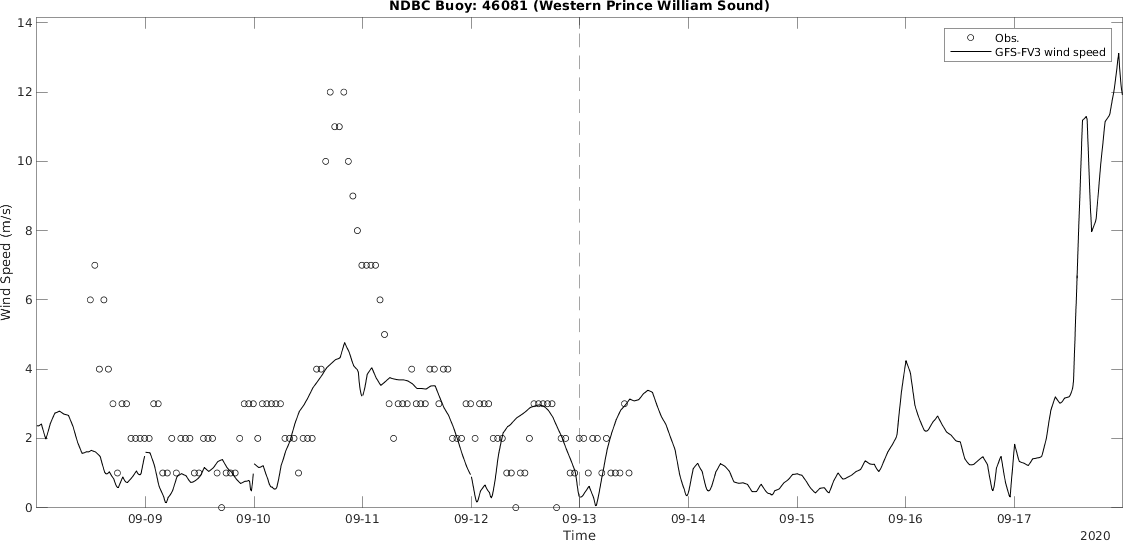 NDBC Buoy: 46081 (Western Prince William Sound)
Obs.
GFS-FV3 wind speed
Wind Speed (m/s)
14
12
10
8
6
4
2
0
09-09 09-10 09-11 09-12 09-13 09-14 09-15 09-16 09-17
Time
2020